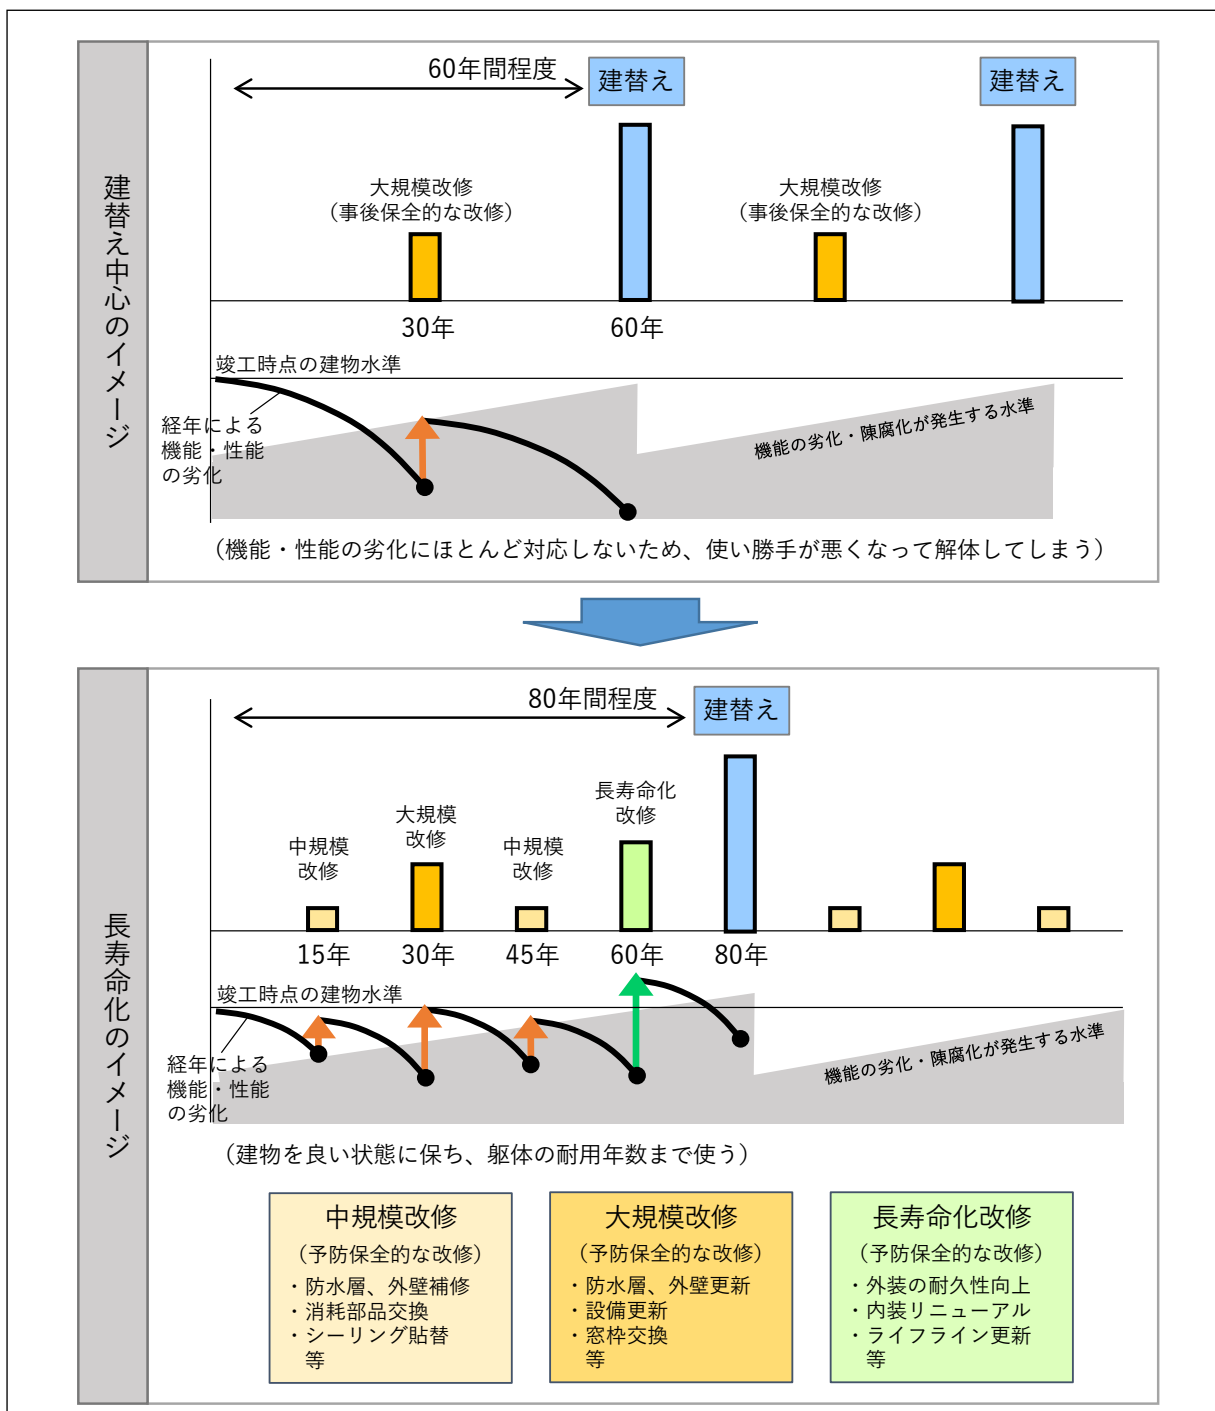 建替え中心のイメージ
60年間程度
建替え
建替え
大規模改修
（事後保全的な改修）
大規模改修
（事後保全的な改修）
30年
60年
竣工時点の建物水準
経年による
機能・性能
の劣化
機能の劣化・陳腐化が発生する水準
（機能・性能の劣化にほとんど対応しないため、使い勝手が悪くなって解体してしまう）
長寿命化のイメージ
80年間程度
建替え
中規模
改修
大規模
改修
中規模
改修
長寿命化
改修
15年
30年
45年
60年
80年
竣工時点の建物水準
経年による
機能・性能
の劣化
機能の劣化・陳腐化が発生する水準
（建物を良い状態に保ち、躯体の耐用年数まで使う）
中規模改修
（予防保全的な改修）
・防水層、外壁補修
・消耗部品交換
・シーリング貼替
等
大規模改修
（予防保全的な改修）
・防水層、外壁更新
・設備更新
・窓枠交換
等
長寿命化改修
（予防保全的な改修）
・外装の耐久性向上
・内装リニューアル
・ライフライン更新
等